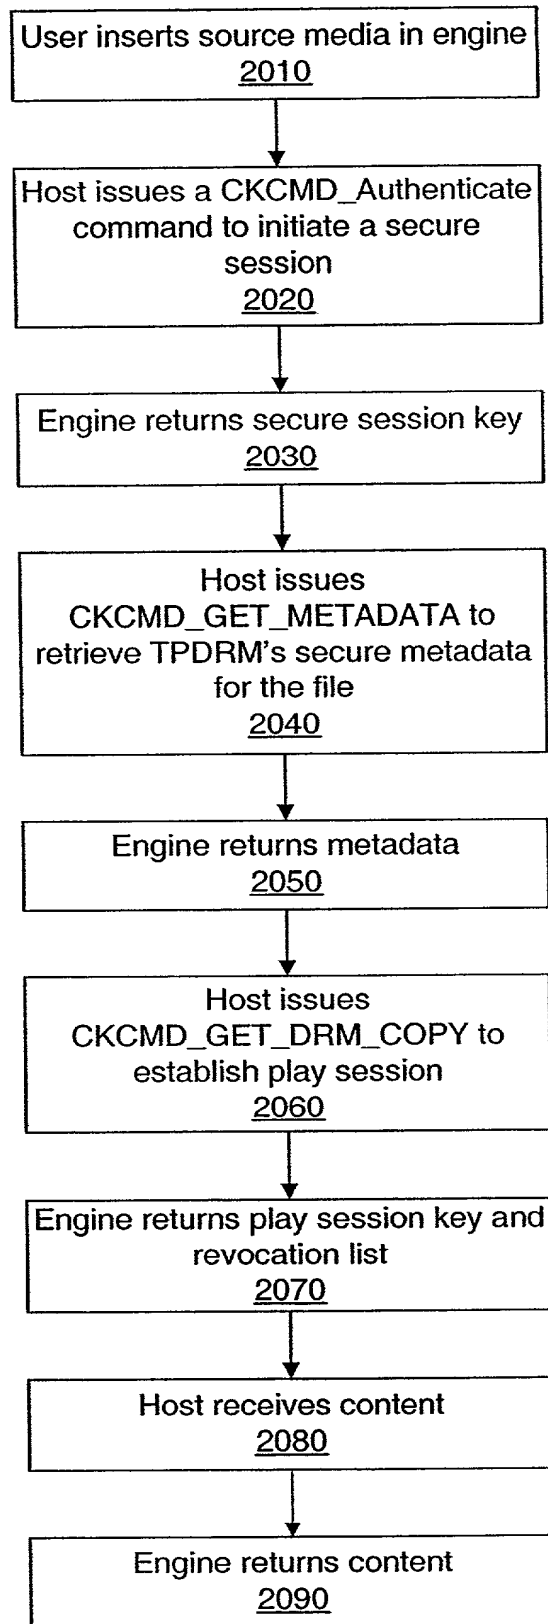 User inserts source media in engine
2010
Host issues a CKCMD_Authenticate
command to initiate a secure
session
2020
Engine returns secure session key
2030
Host issues
CKCMD_GET_METADATA to
retrieve TPDRM's secure metadata
for the file
2040
Engine returns metadata
2050
Host issues
CKCMD_GET_DRM_COPY to
establish play session
2060
Engine returns play session key and
revocation list
2070
Host receives content
2080
Engine returns content
2090